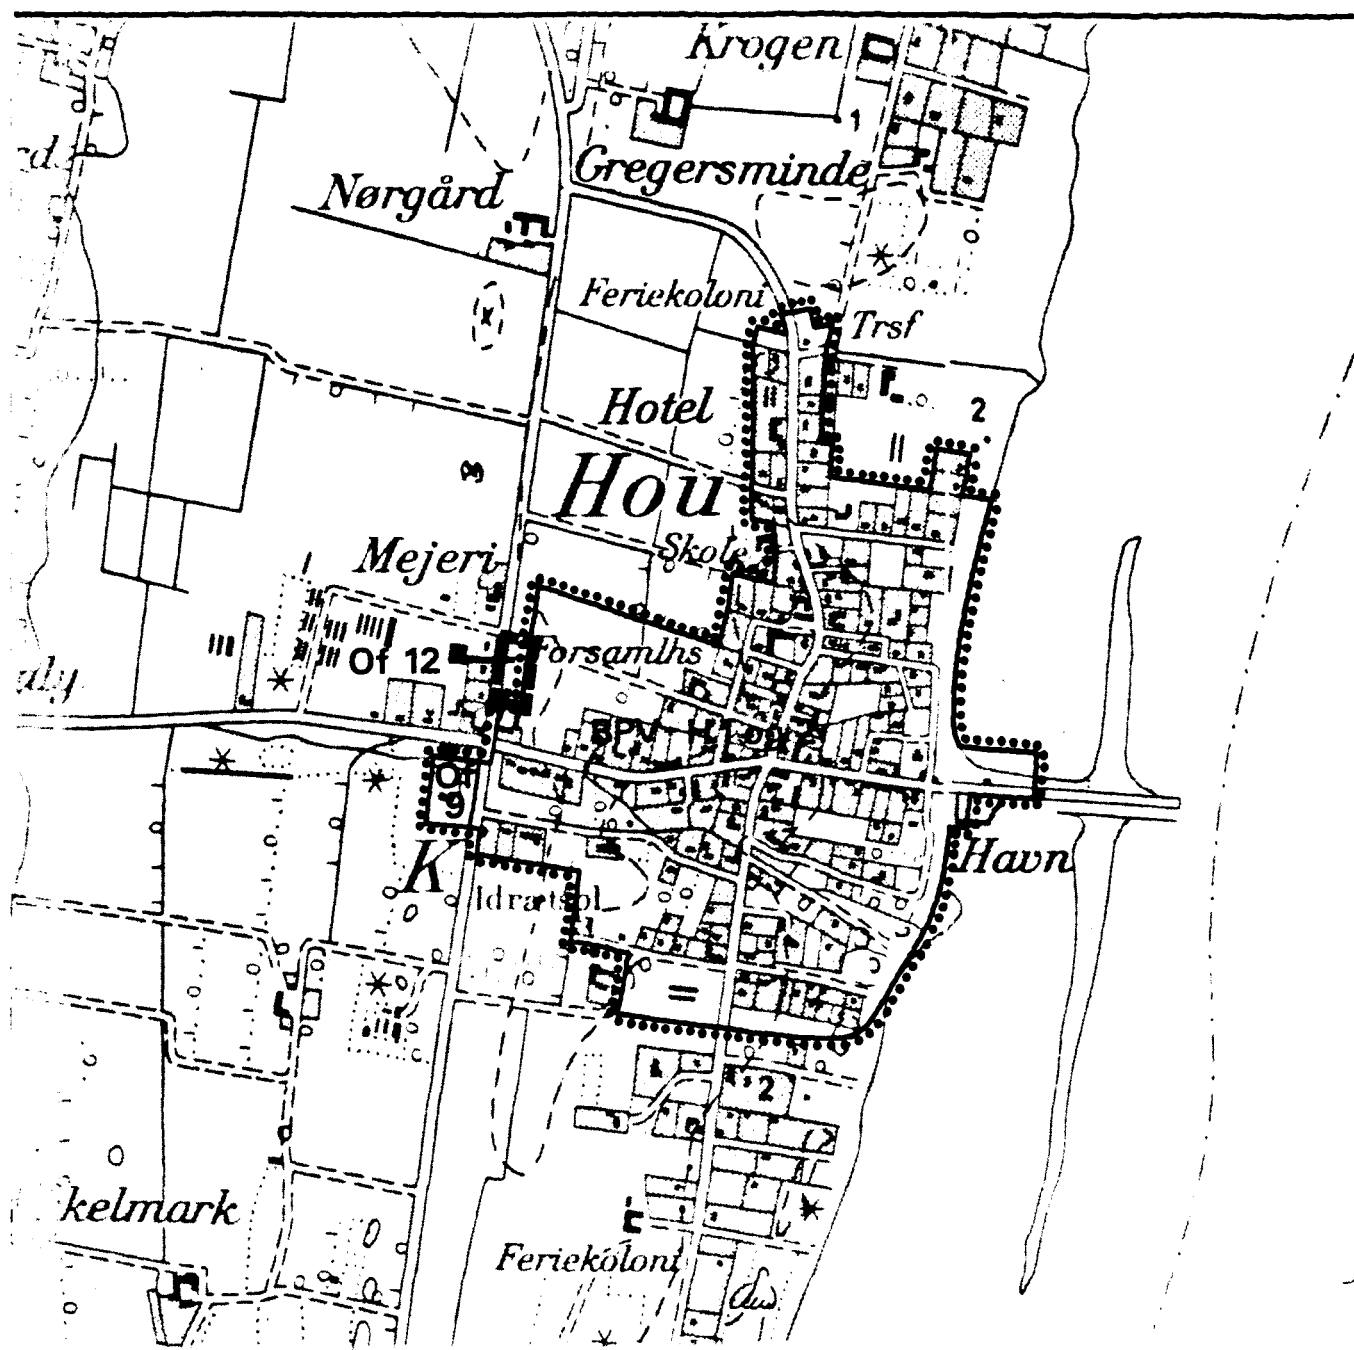 Krogen
1
Gregersminde
Nørgård
Feriekoloni
Trsf
Hotel
2
Hou
Skole
Mejeri
Of 12
Forsamlhs
Of
9
K
Havn
Idrætspl
1
2
kelmark
Feriekoloni